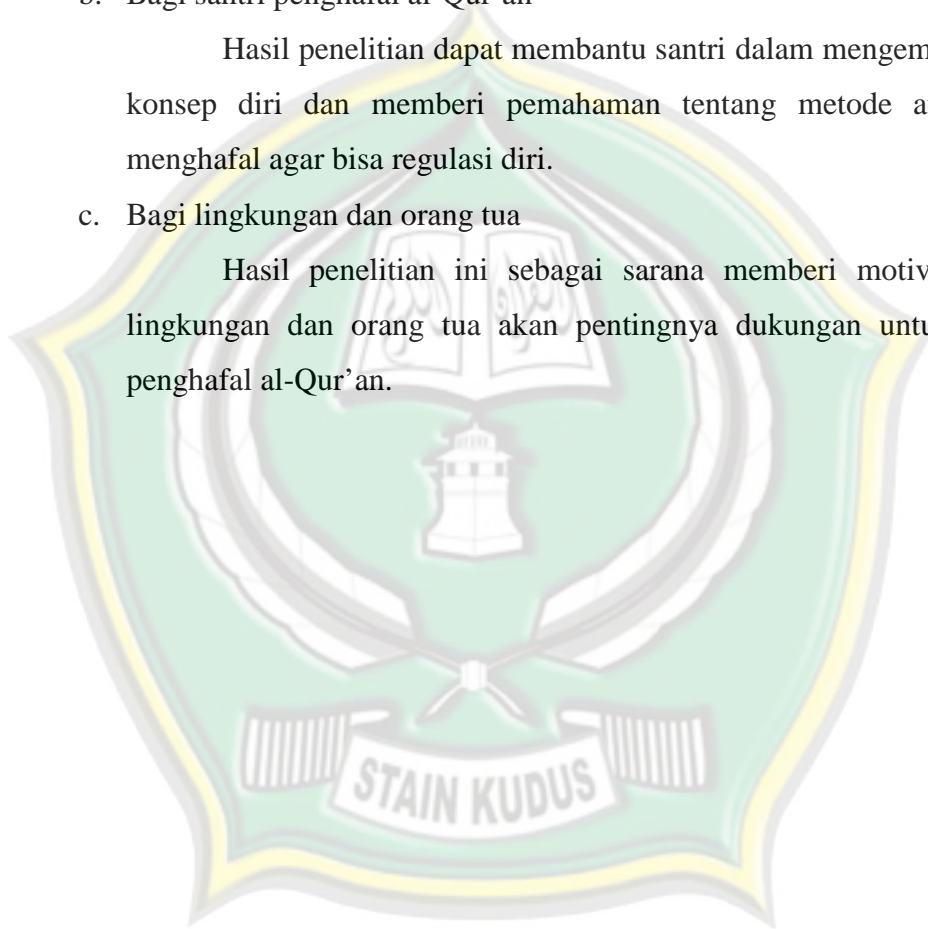 b. Bagi santri penghafal al-Qur'an
Hasil penelitian dapat membantu santri dalam mengem
konsep diri dan memberi pemahaman tentang metode a
menghafal agar bisa regulasi diri.
c. Bagi lingkungan dan orang tua
Hasil penelitian ini sebagai sarana memberi motiv
lingkungan dan orang tua akan pentingnya dukungan untu
penghafal al-Qur'an.
STAIN KUDUS